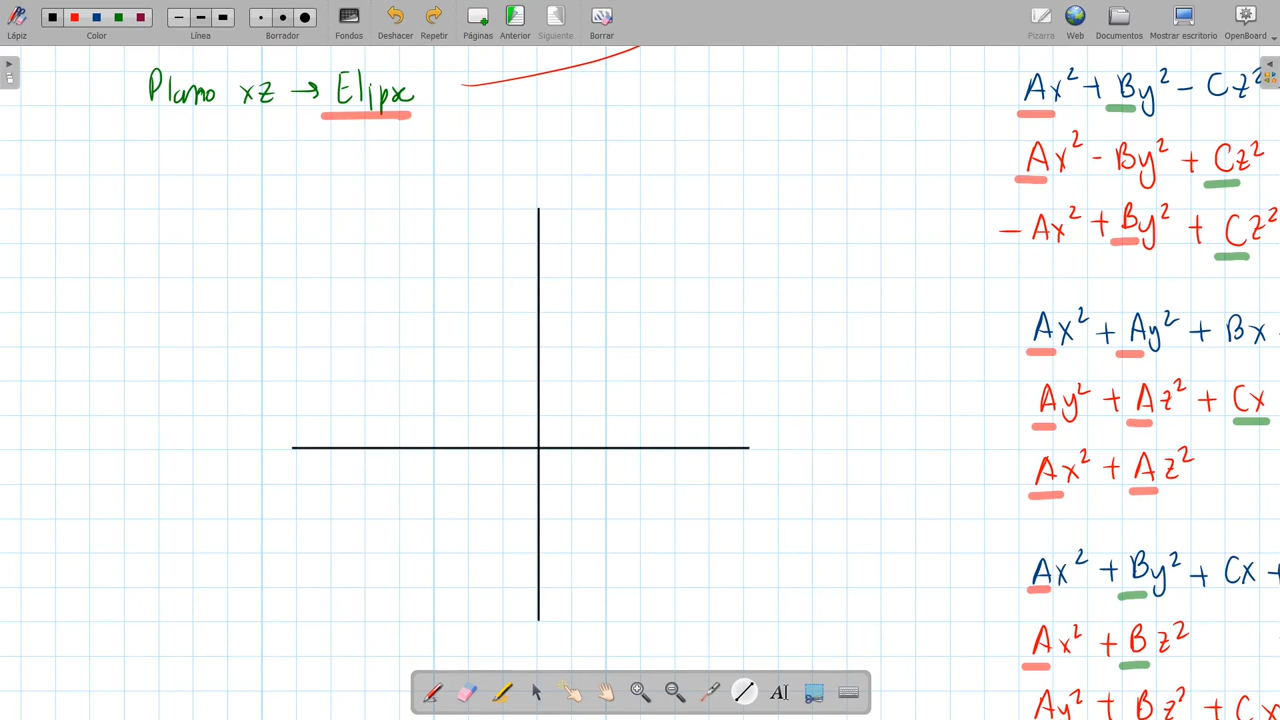 Lápiz Color Línea Borrador Fondos Deshacer Repetir Páginas Anterior Siguiente Borrar Pizarra Web Documentos Mostrar escritorio OpenBoard
Plano xz → Elipse
Ax² + By² - Cz²
Ax² - By² + Cz²
- Ax² + By² + Cz²
Ax² + Ay² + Bx
Ay² + Az² + Cx
Ax² + Az²
Ax² + By² + Cx +
Ax² + Bz²
Ay² + Bz² + Cx